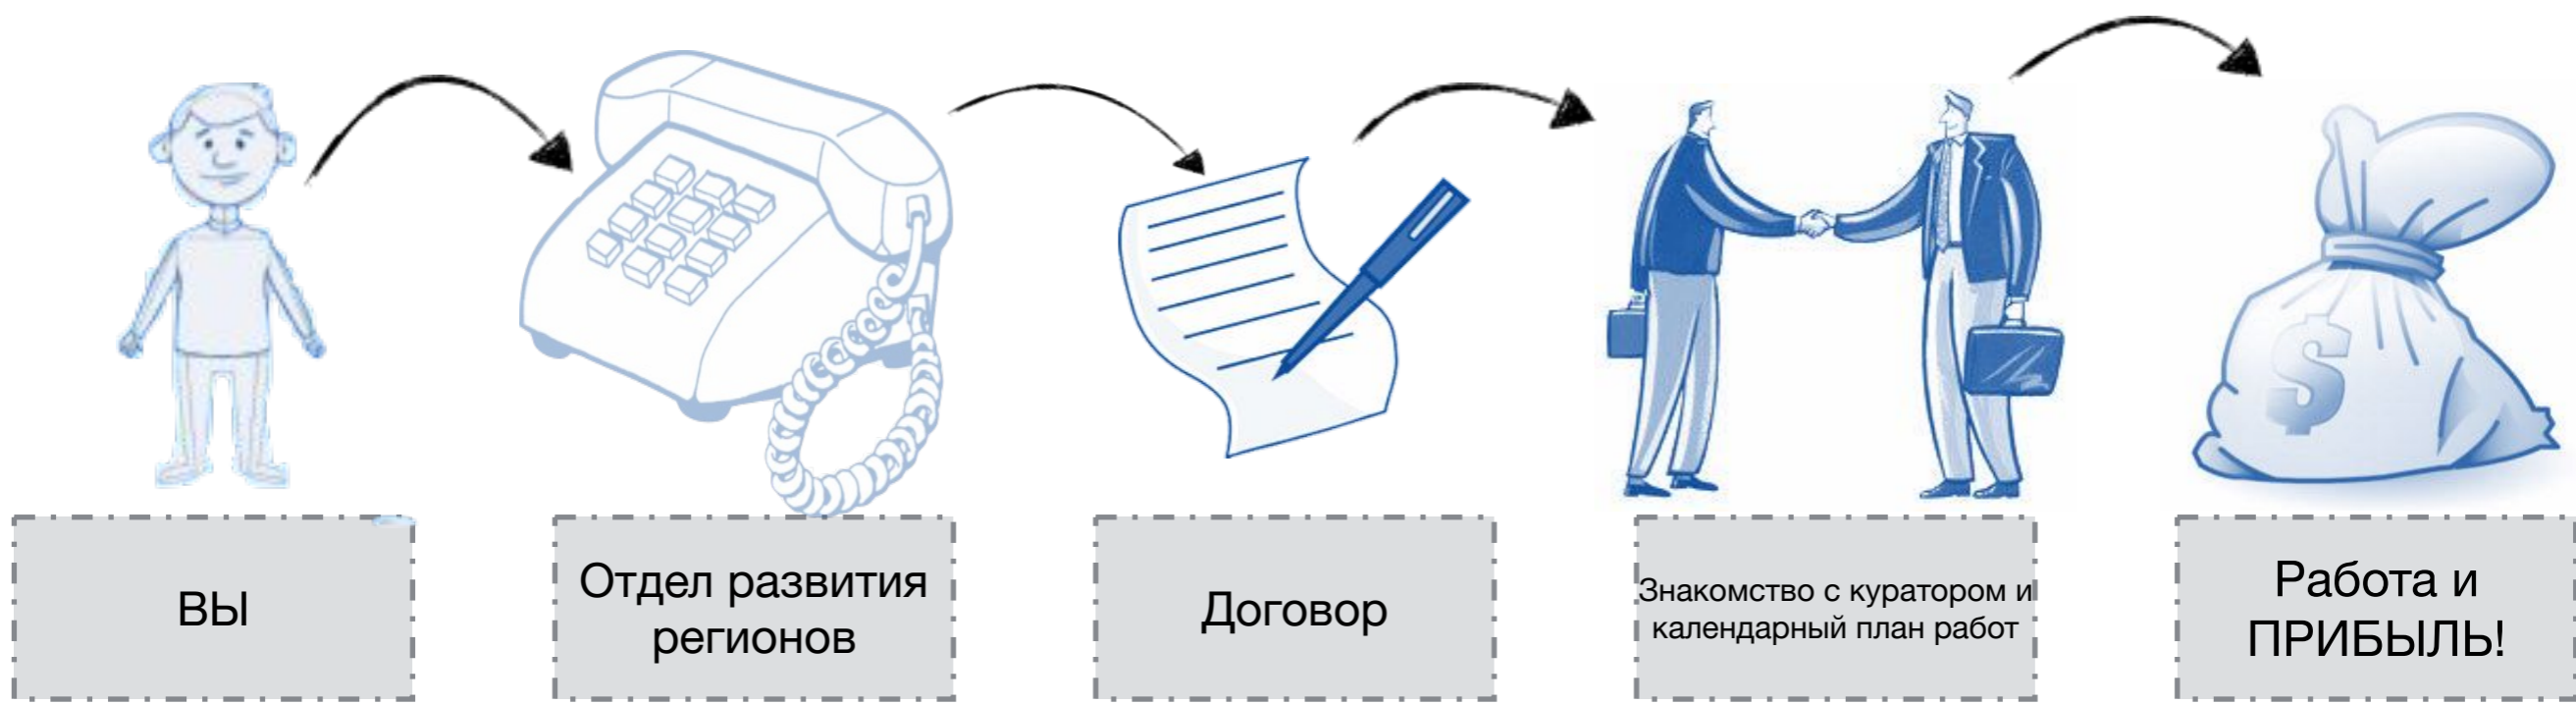 ВЫ
Отдел развития
регионов
Договор
Знакомство с куратором и
календарный план работ
Работа и
ПРИБЫЛЬ!
$